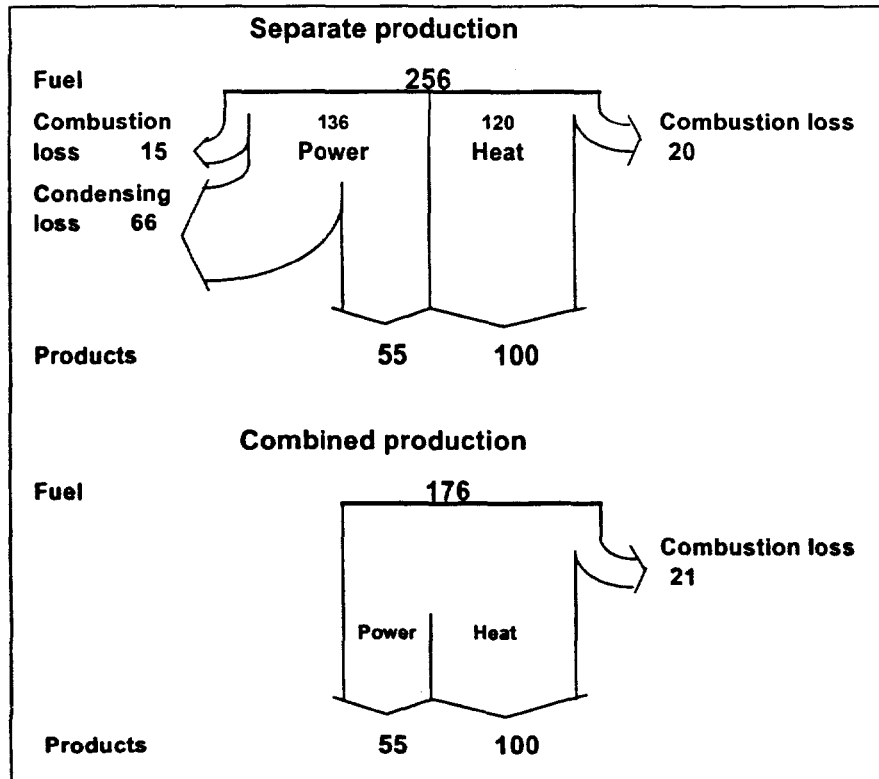 Separate production
Fuel 256
Combustion 136 120 Combustion loss
loss 15 Power Heat 20
Condensing
loss 66
Products 55 100
Combined production
Fuel 176
Combustion loss
21
Power Heat
Products 55 100